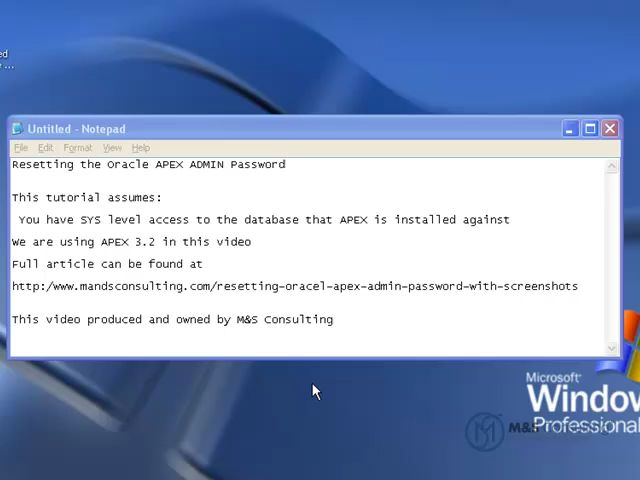 ed
...
Untitled - Notepad
File Edit Format View Help
Resetting the Oracle APEX ADMIN Password
This tutorial assumes:
You have SYS level access to the database that APEX is installed against
We are using APEX 3.2 in this video
Full article can be found at
http:/www.mandsconsulting.com/resetting-oracel-apex-admin-password-with-screenshots
This video produced and owned by M&S Consulting
Microsoft
Window
Professional
M&S